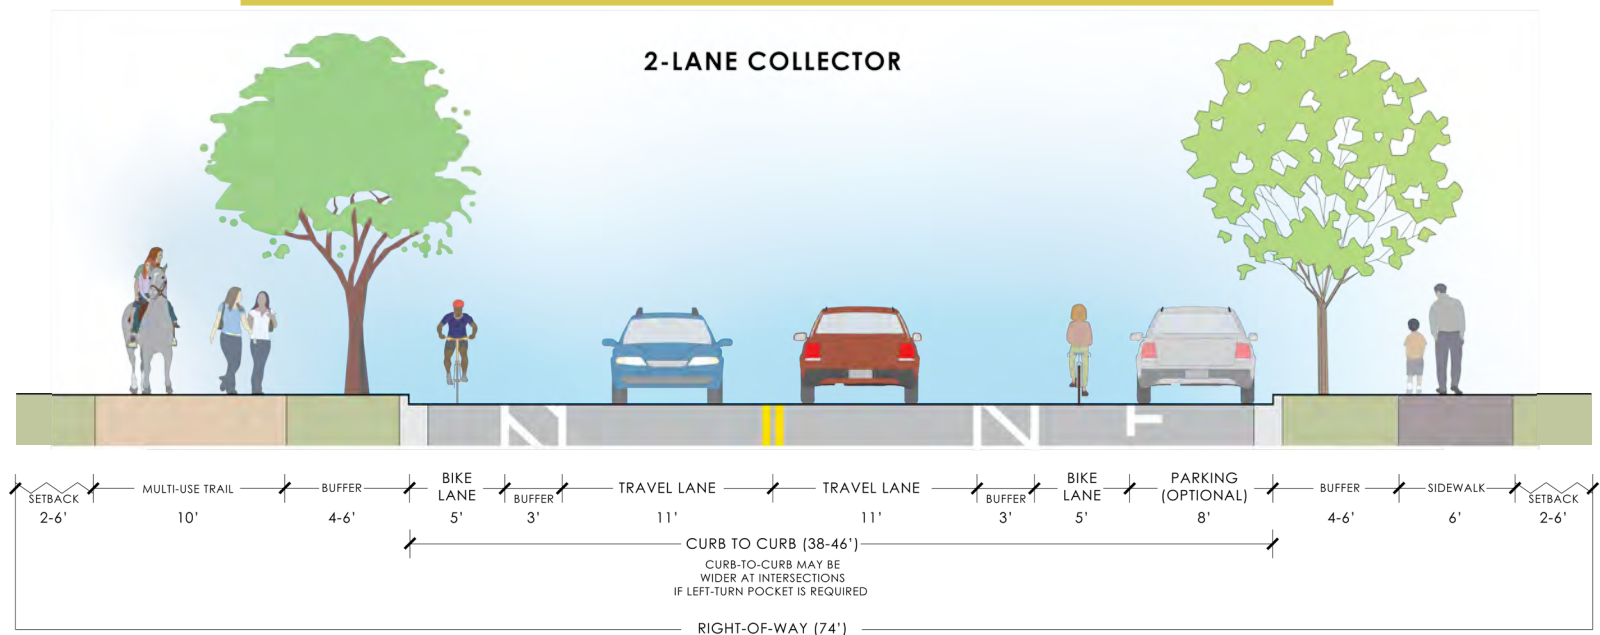 2-LANE COLLECTOR
SETBACK
2-6'
MULTI-USE TRAIL
10'
BUFFER
4-6'
BIKE
LANE
5'
BUFFER
3'
TRAVEL LANE
11'
TRAVEL LANE
11'
BUFFER
3'
BIKE
LANE
5'
PARKING
(OPTIONAL)
8'
BUFFER
4-6'
SIDEWALK
6'
SETBACK
2-6'
CURB TO CURB (38-46')
CURB-TO-CURB MAY BE
WIDER AT INTERSECTIONS
IF LEFT-TURN POCKET IS REQUIRED
RIGHT-OF-WAY (74')